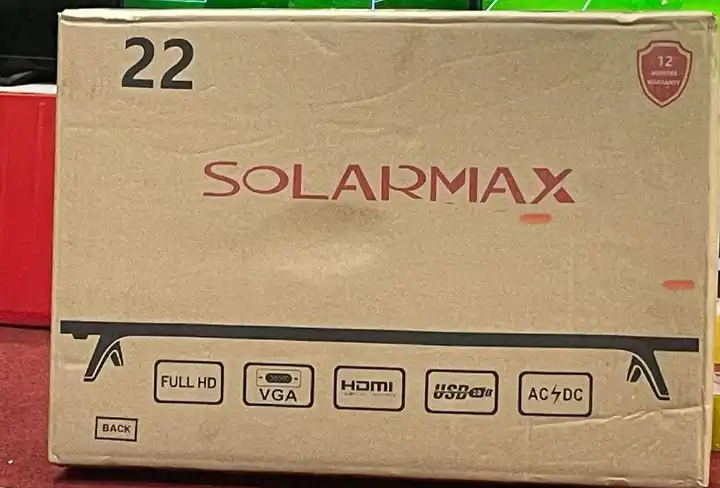 22
12
MONTHS
WARRANTY
SOLARMAX
FULL HD
VGA
HDMI
USB
AC DC
BACK